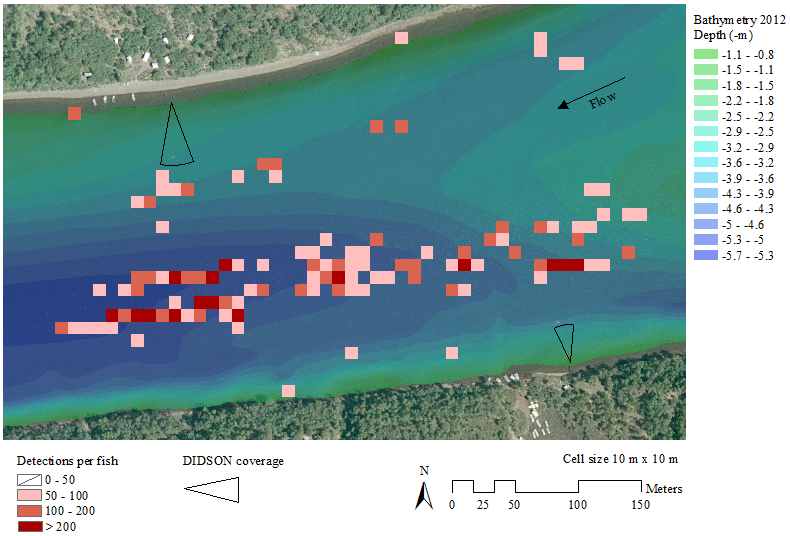 Bathymetry 2012
Depth (-m)
-1.1 - -0.8
-1.5 - -1.1
-1.8 - -1.5
-2.2 - -1.8
-2.5 - -2.2
-2.9 - -2.5
-3.2 - -2.9
-3.6 - -3.2
-3.9 - -3.6
-4.3 - -3.9
-4.6 - -4.3
-5 - -4.6
-5.3 - -5
-5.7 - -5.3
Flow
Detections per fish
0 - 50
50 - 100
100 - 200
> 200
DIDSON coverage
N
Cell size 10 m x 10 m
Meters
0 25 50 100 150